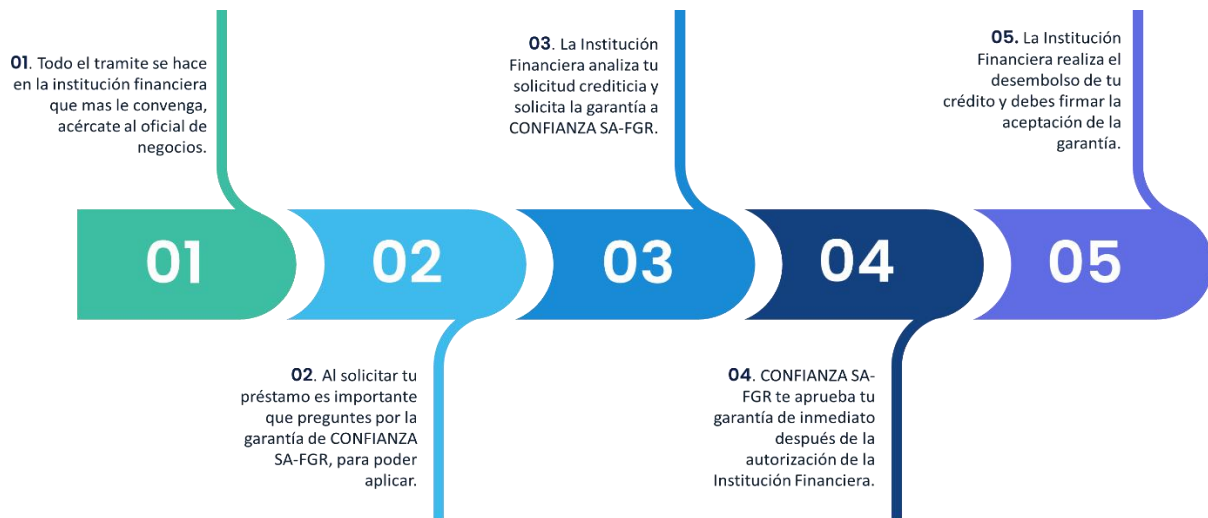 01. Todo el tramite se hace
en la institución financiera
que mas le convenga,
acércate al oficial de
negocios.
03. La Institución
Financiera analiza tu
solicitud crediticia y
solicita la garantía a
CONFIANZA SA-FGR.
05. La Institución
Financiera realiza el
desembolso de tu
crédito y debes firmar la
aceptación de la
garantía.
01
02
03
04
05
02. Al solicitar tu
préstamo es importante
que preguntes por la
garantía de CONFIANZA
SA-FGR, para poder
aplicar.
04. CONFIANZA SA-
FGR te aprueba tu
garantía de inmediato
después de la
autorización de la
Institución Financiera.